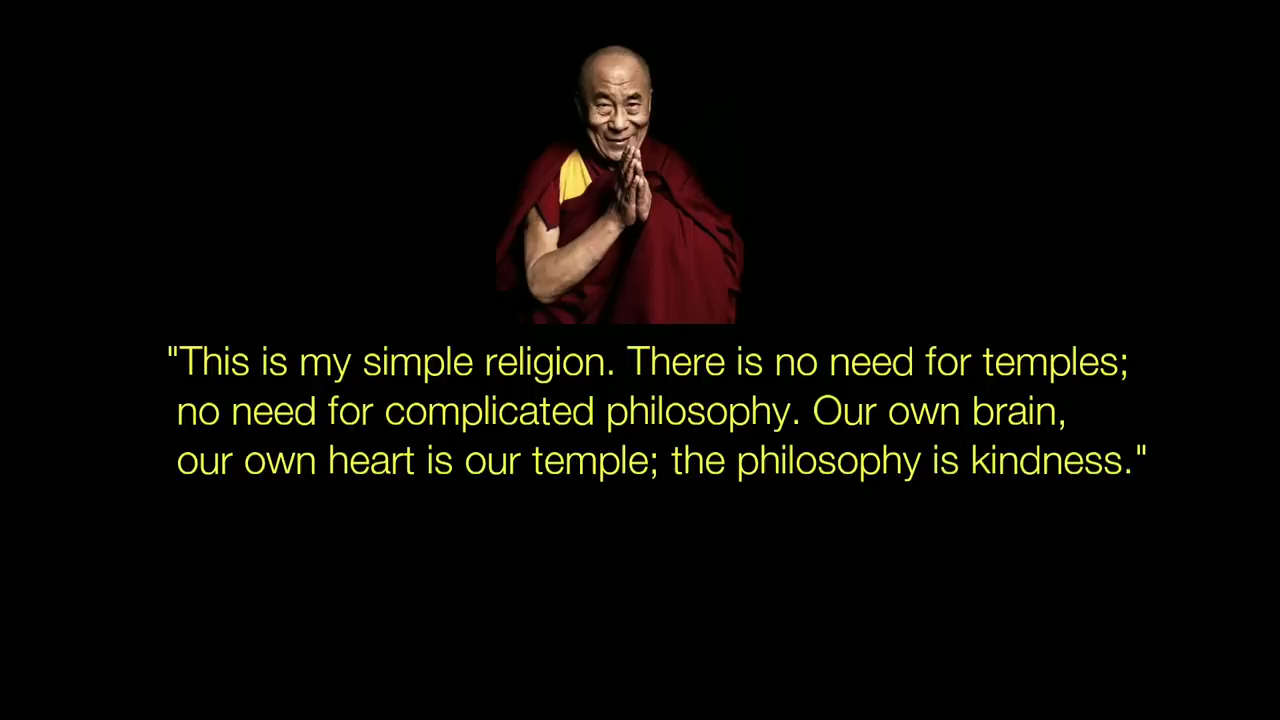 "This is my simple religion. There is no need for temples;
no need for complicated philosophy. Our own brain,
our own heart is our temple; the philosophy is kindness."